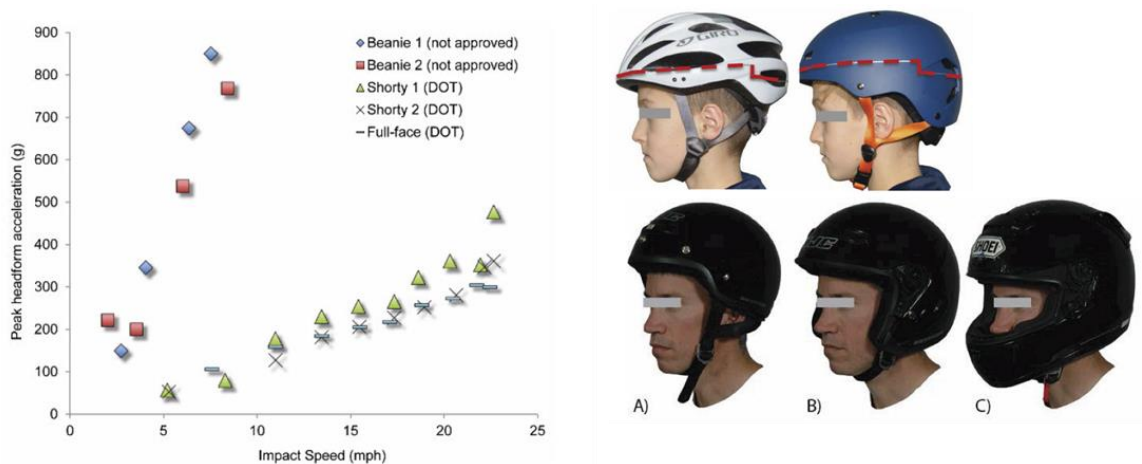 Peak headform acceleration (g)
900
800
700
600
500
400
300
200
100
0
0 5 10 15 20 25
Impact Speed (mph)
Beanie 1 (not approved)
Beanie 2 (not approved)
Shorty 1 (DOT)
Shorty 2 (DOT)
Full-face (DOT)
GIRO
HJC
SHOEI
A) B) C)